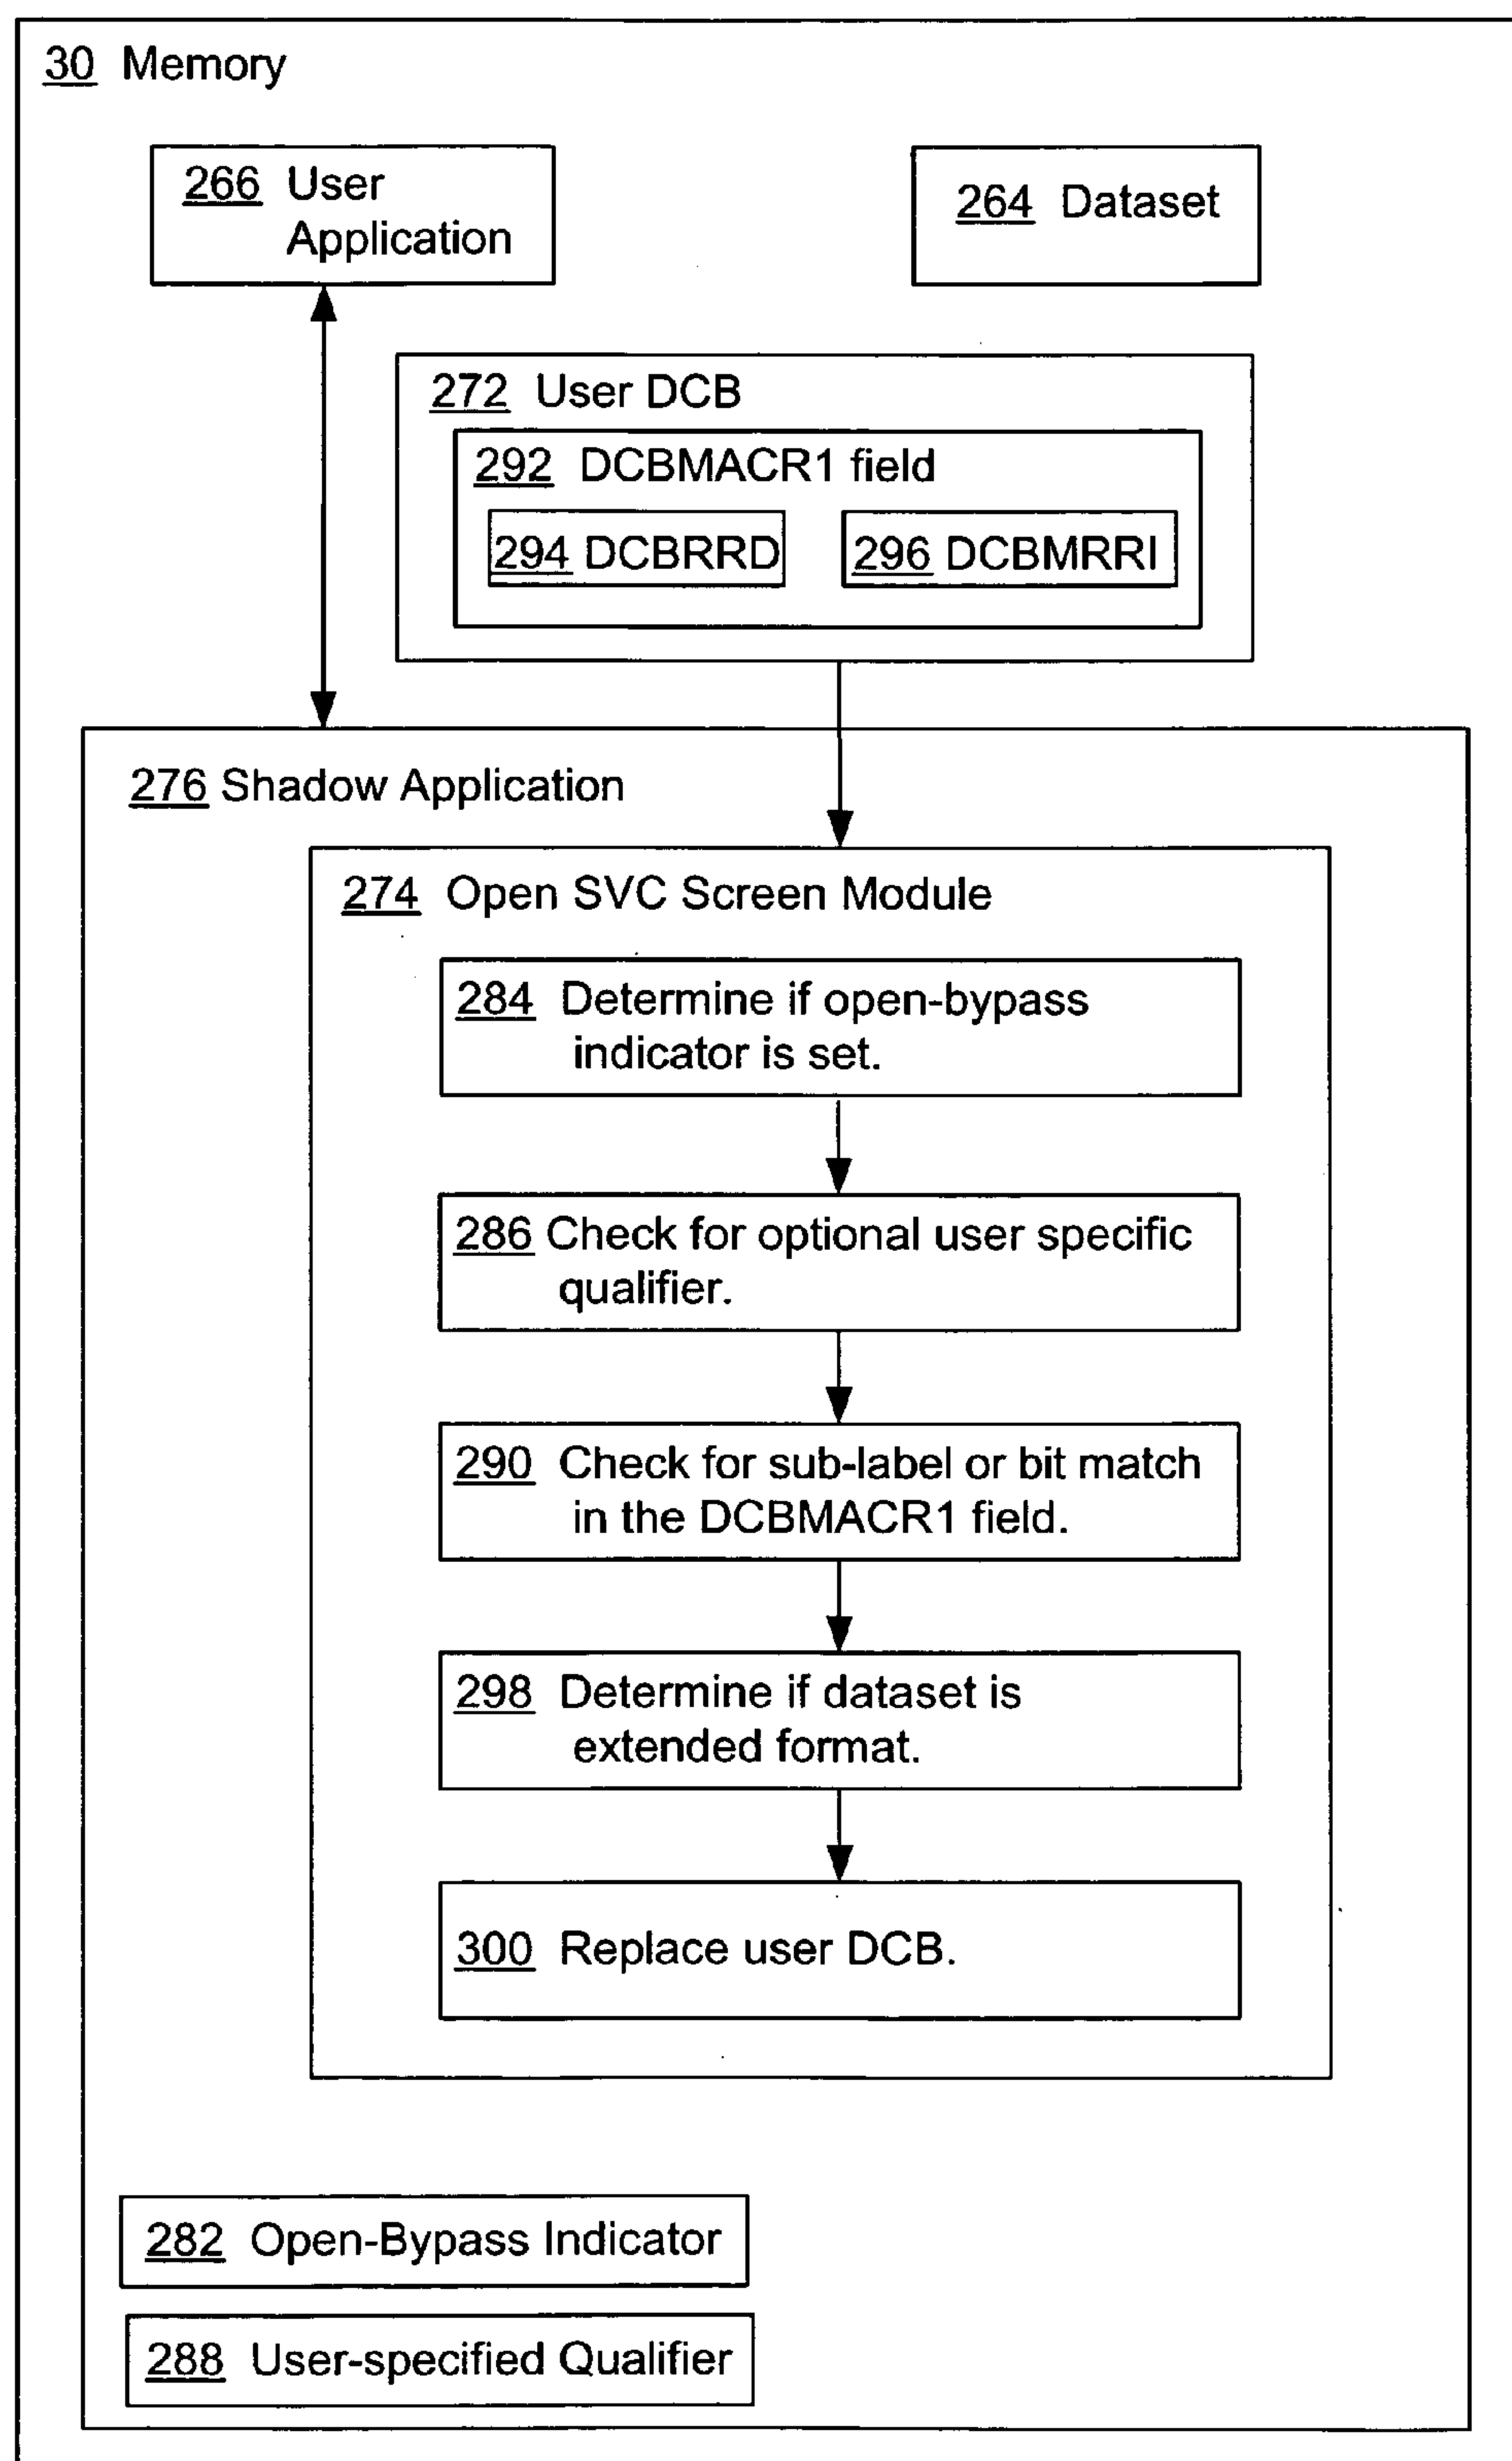 30 Memory
266 User
Application
264 Dataset
272 User DCB
292 DCBMACR1 field
294 DCBRRD
296 DCBMRRI
276 Shadow Application
274 Open SVC Screen Module
284 Determine if open-bypass
indicator is set.
286 Check for optional user specific
qualifier.
290 Check for sub-label or bit match
in the DCBMACR1 field.
298 Determine if dataset is
extended format.
300 Replace user DCB.
282 Open-Bypass Indicator
288 User-specified Qualifier